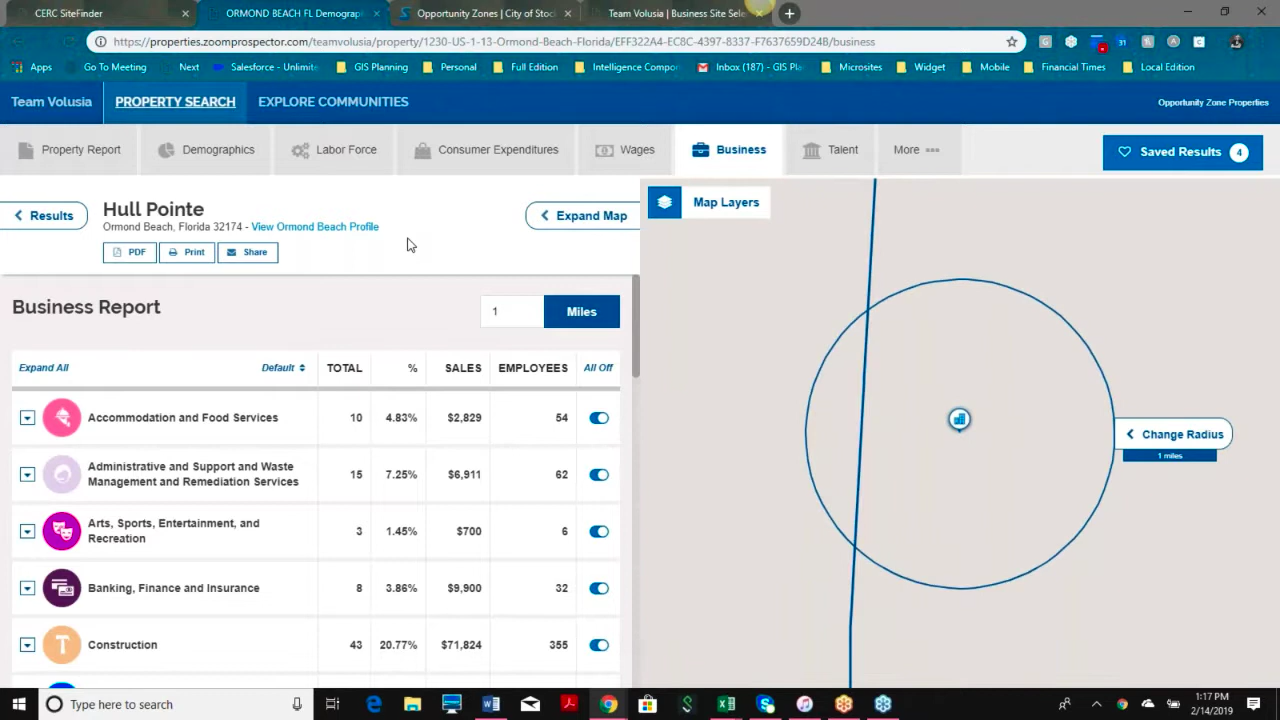 CERC SiteFinder
ORMOND BEACH FL Demograph
Opportunity Zones | City of Stoc
Team Volusia | Business Site Sele
https://properties.zoomprospector.com/teamvolusia/property/1230-US-1-13-Ormond-Beach-Florida/EFF322A4-EC8C-4397-8337-F7637659D24B/business
Apps
Go To Meeting
Next
Salesforce - Unlimite
GIS Planning
Personal
Full Edition
Intelligence Compo
Inbox (187) - GIS Pla
Microsites
Widget
Mobile
Financial Times
Local Edition
Team Volusia
PROPERTY SEARCH
EXPLORE COMMUNITIES
Opportunity Zone Properties
Property Report
Demographics
Labor Force
Consumer Expenditures
Wages
Business
Talent
More
Saved Results 4
Results
Hull Pointe
Ormond Beach, Florida 32174 - View Ormond Beach Profile
PDF
Print
Share
Expand Map
Map Layers
Business Report
1 Miles
Expand All Default TOTAL % SALES EMPLOYEES All Off
Accommodation and Food Services 10 4.83% $2,829 54
Administrative and Support and Waste
Management and Remediation Services 15 7.25% $6,911 62
Arts, Sports, Entertainment, and
Recreation 3 1.45% $700 6
Banking, Finance and Insurance 8 3.86% $9,900 32
Construction 43 20.77% $71,824 355
Change Radius
1 miles
Type here to search
1:17 PM
2/14/2019